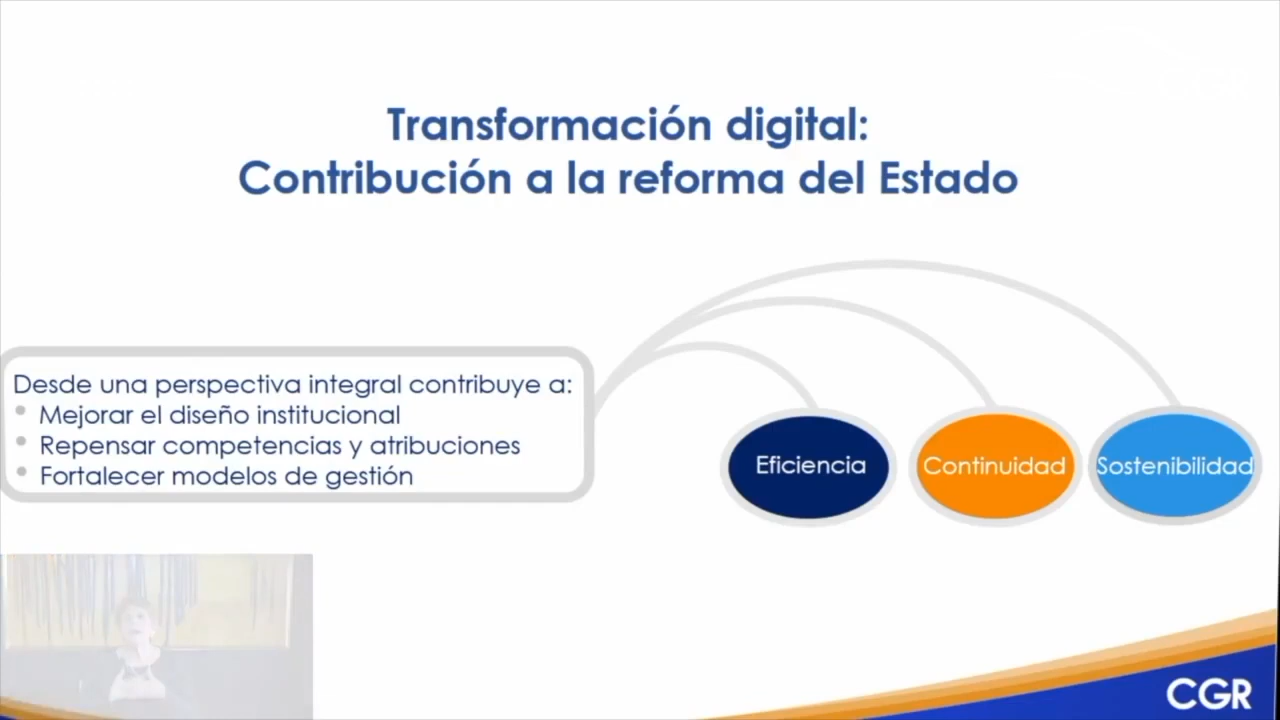 Transformación digital:
Contribución a la reforma del Estado
Desde una perspectiva integral contribuye a:
Mejorar el diseño institucional
Repensar competencias y atribuciones
Fortalecer modelos de gestión
Eficiencia
Continuidad
Sostenibilidad
CGR
CGR